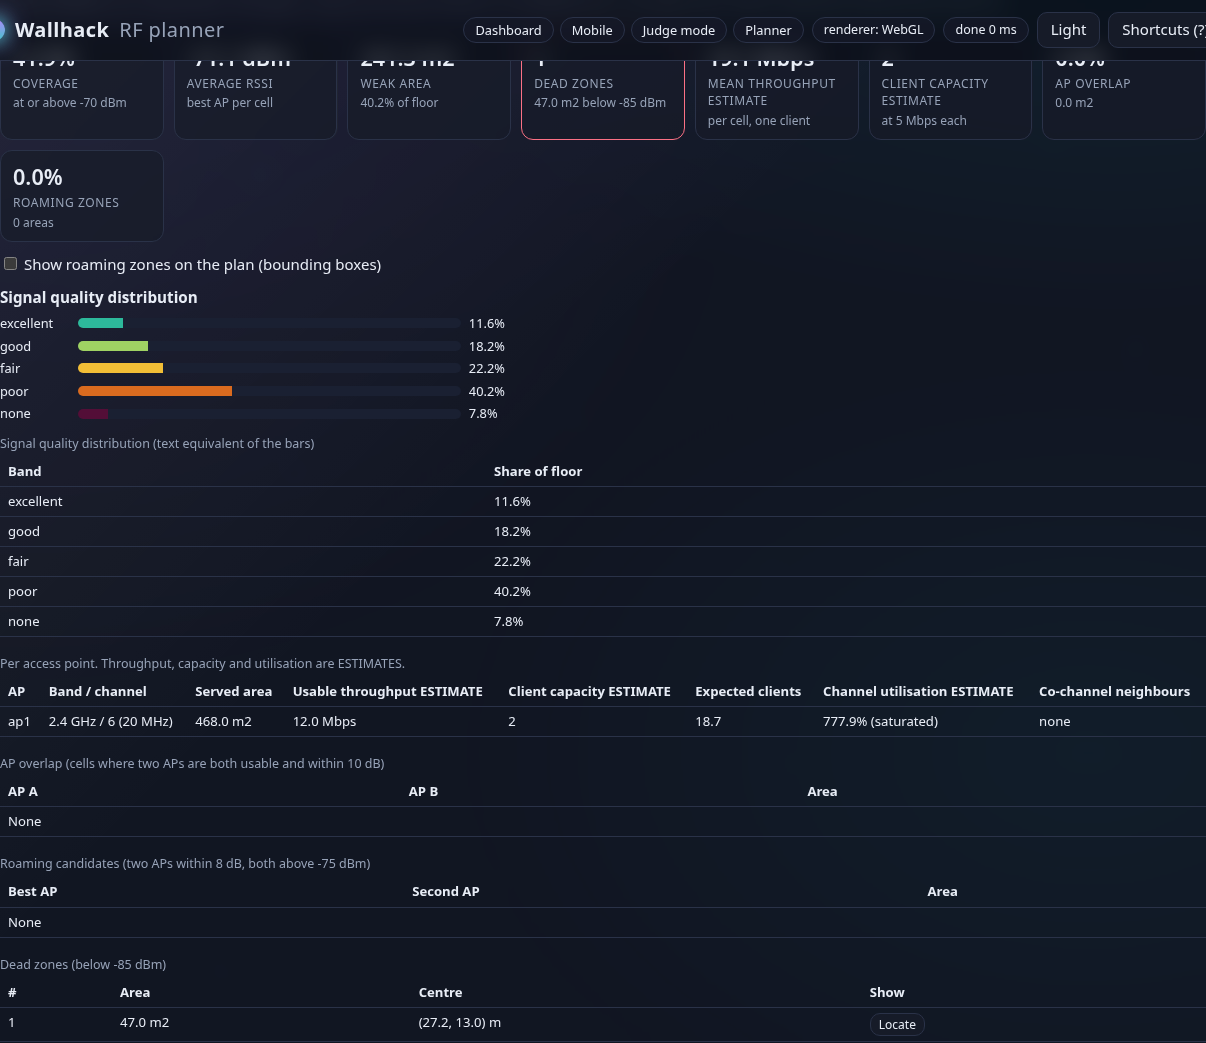 Wallhack RF planner
Dashboard Mobile Judge mode Planner renderer: WebGL done 0 ms Light Shortcuts (?
COVERAGE
at or above -70 dBm
AVERAGE RSSI
best AP per cell
WEAK AREA
40.2% of floor
DEAD ZONES
47.0 m2 below -85 dBm
MEAN THROUGHPUT
ESTIMATE
per cell, one client
CLIENT CAPACITY
ESTIMATE
at 5 Mbps each
AP OVERLAP
0.0 m2
0.0%
ROAMING ZONES
0 areas
Show roaming zones on the plan (bounding boxes)
Signal quality distribution
excellent 11.6%
good 18.2%
fair 22.2%
poor 40.2%
none 7.8%
Signal quality distribution (text equivalent of the bars)
Band Share of floor
excellent 11.6%
good 18.2%
fair 22.2%
poor 40.2%
none 7.8%
Per access point. Throughput, capacity and utilisation are ESTIMATES.
AP Band / channel Served area Usable throughput ESTIMATE Client capacity ESTIMATE Expected clients Channel utilisation ESTIMATE Co-channel neighbours
ap1 2.4 GHz / 6 (20 MHz) 468.0 m2 12.0 Mbps 2 18.7 777.9% (saturated) none
AP overlap (cells where two APs are both usable and within 10 dB)
AP A AP B Area
None
Roaming candidates (two APs within 8 dB, both above -75 dBm)
Best AP Second AP Area
None
Dead zones (below -85 dBm)
# Area Centre Show
1 47.0 m2 (27.2, 13.0) m Locate